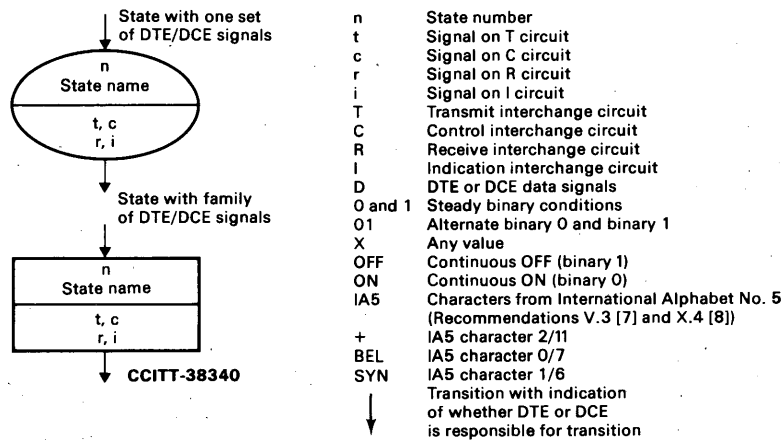 State with one set
of DTE/DCE signals
n
State name
t, c
r, i
State with family
of DTE/DCE signals
n
State name
t, c
r, i
CCITT-38340
n State number
t Signal on T circuit
c Signal on C circuit
r Signal on R circuit
i Signal on I circuit
T Transmit interchange circuit
C Control interchange circuit
R Receive interchange circuit
I Indication interchange circuit
D DTE or DCE data signals
0 and 1 Steady binary conditions
01 Alternate binary 0 and binary 1
X Any value
OFF Continuous OFF (binary 1)
ON Continuous ON (binary 0)
IA5 Characters from International Alphabet No. 5
(Recommendations V.3 [7] and X.4 [8])
+ IA5 character 2/11
BEL IA5 character 0/7
SYN IA5 character 1/6
Transition with indication
of whether DTE or DCE
is responsible for transition